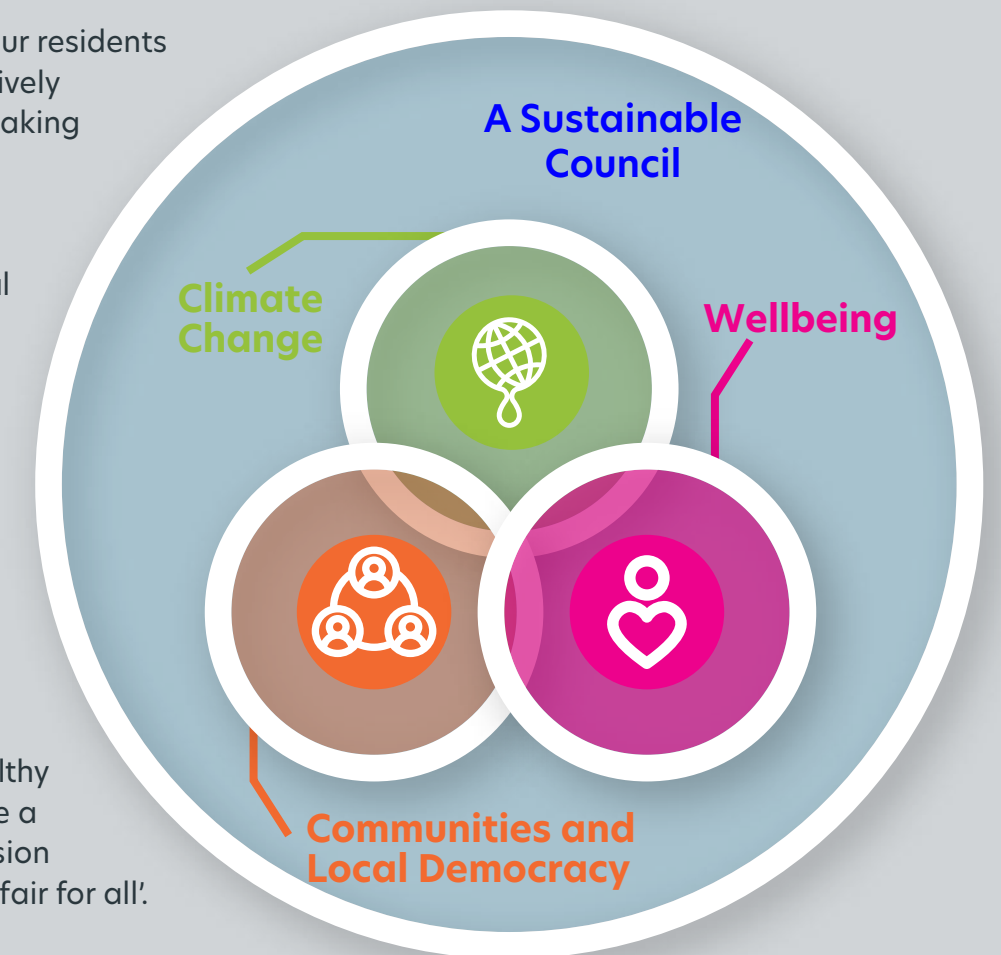 ur residents
ively
aking
l
lthy
e a
sion
fair for all'.
A Sustainable
Council
Climate
Change
Wellbeing
Communities and
Local Democracy